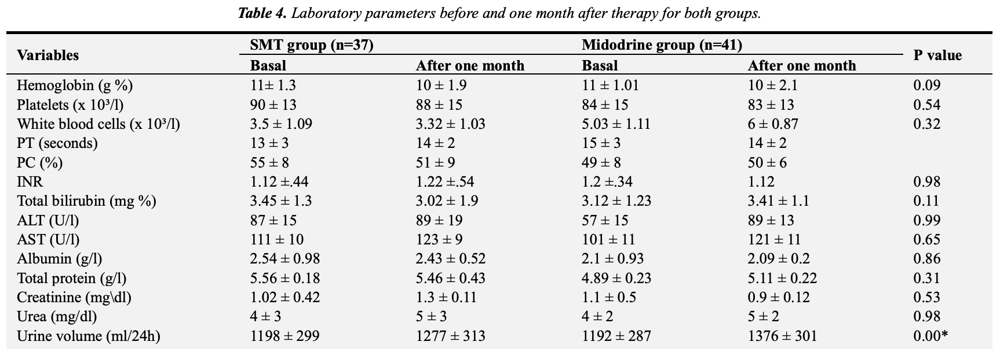 Table 4. Laboratory parameters before and one month after therapy for both groups.
Variables SMT group (n=37) Midodrine group (n=41) P value
Basal After one month Basal After one month
Hemoglobin (g %) 11± 1.3 10 ± 1.9 11 ± 1.01 10 ± 2.1 0.09
Platelets (x 10³/l) 90 ± 13 88 ± 15 84 ± 15 83 ± 13 0.54
White blood cells (x 10³/l) 3.5 ± 1.09 3.32 ± 1.03 5.03 ± 1.11 6 ± 0.87 0.32
PT (seconds) 13 ± 3 14 ± 2 15 ± 3 14 ± 2
PC (%) 55 ± 8 51 ± 9 49 ± 8 50 ± 6
INR 1.12 ±.44 1.22 ±.54 1.2 ±.34 1.12 0.98
Total bilirubin (mg %) 3.45 ± 1.3 3.02 ± 1.9 3.12 ± 1.23 3.41 ± 1.1 0.11
ALT (U/l) 87 ± 15 89 ± 19 57 ± 15 89 ± 13 0.99
AST (U/l) 111 ± 10 123 ± 9 101 ± 11 121 ± 11 0.65
Albumin (g/l) 2.54 ± 0.98 2.43 ± 0.52 2.1 ± 0.93 2.09 ± 0.2 0.86
Total protein (g/l) 5.56 ± 0.18 5.46 ± 0.43 4.89 ± 0.23 5.11 ± 0.22 0.31
Creatinine (mg\dl) 1.02 ± 0.42 1.3 ± 0.11 1.1 ± 0.5 0.9 ± 0.12 0.53
Urea (mg/dl) 4 ± 3 5 ± 3 4 ± 2 5 ± 2 0.98
Urine volume (ml/24h) 1198 ± 299 1277 ± 313 1192 ± 287 1376 ± 301 0.00*